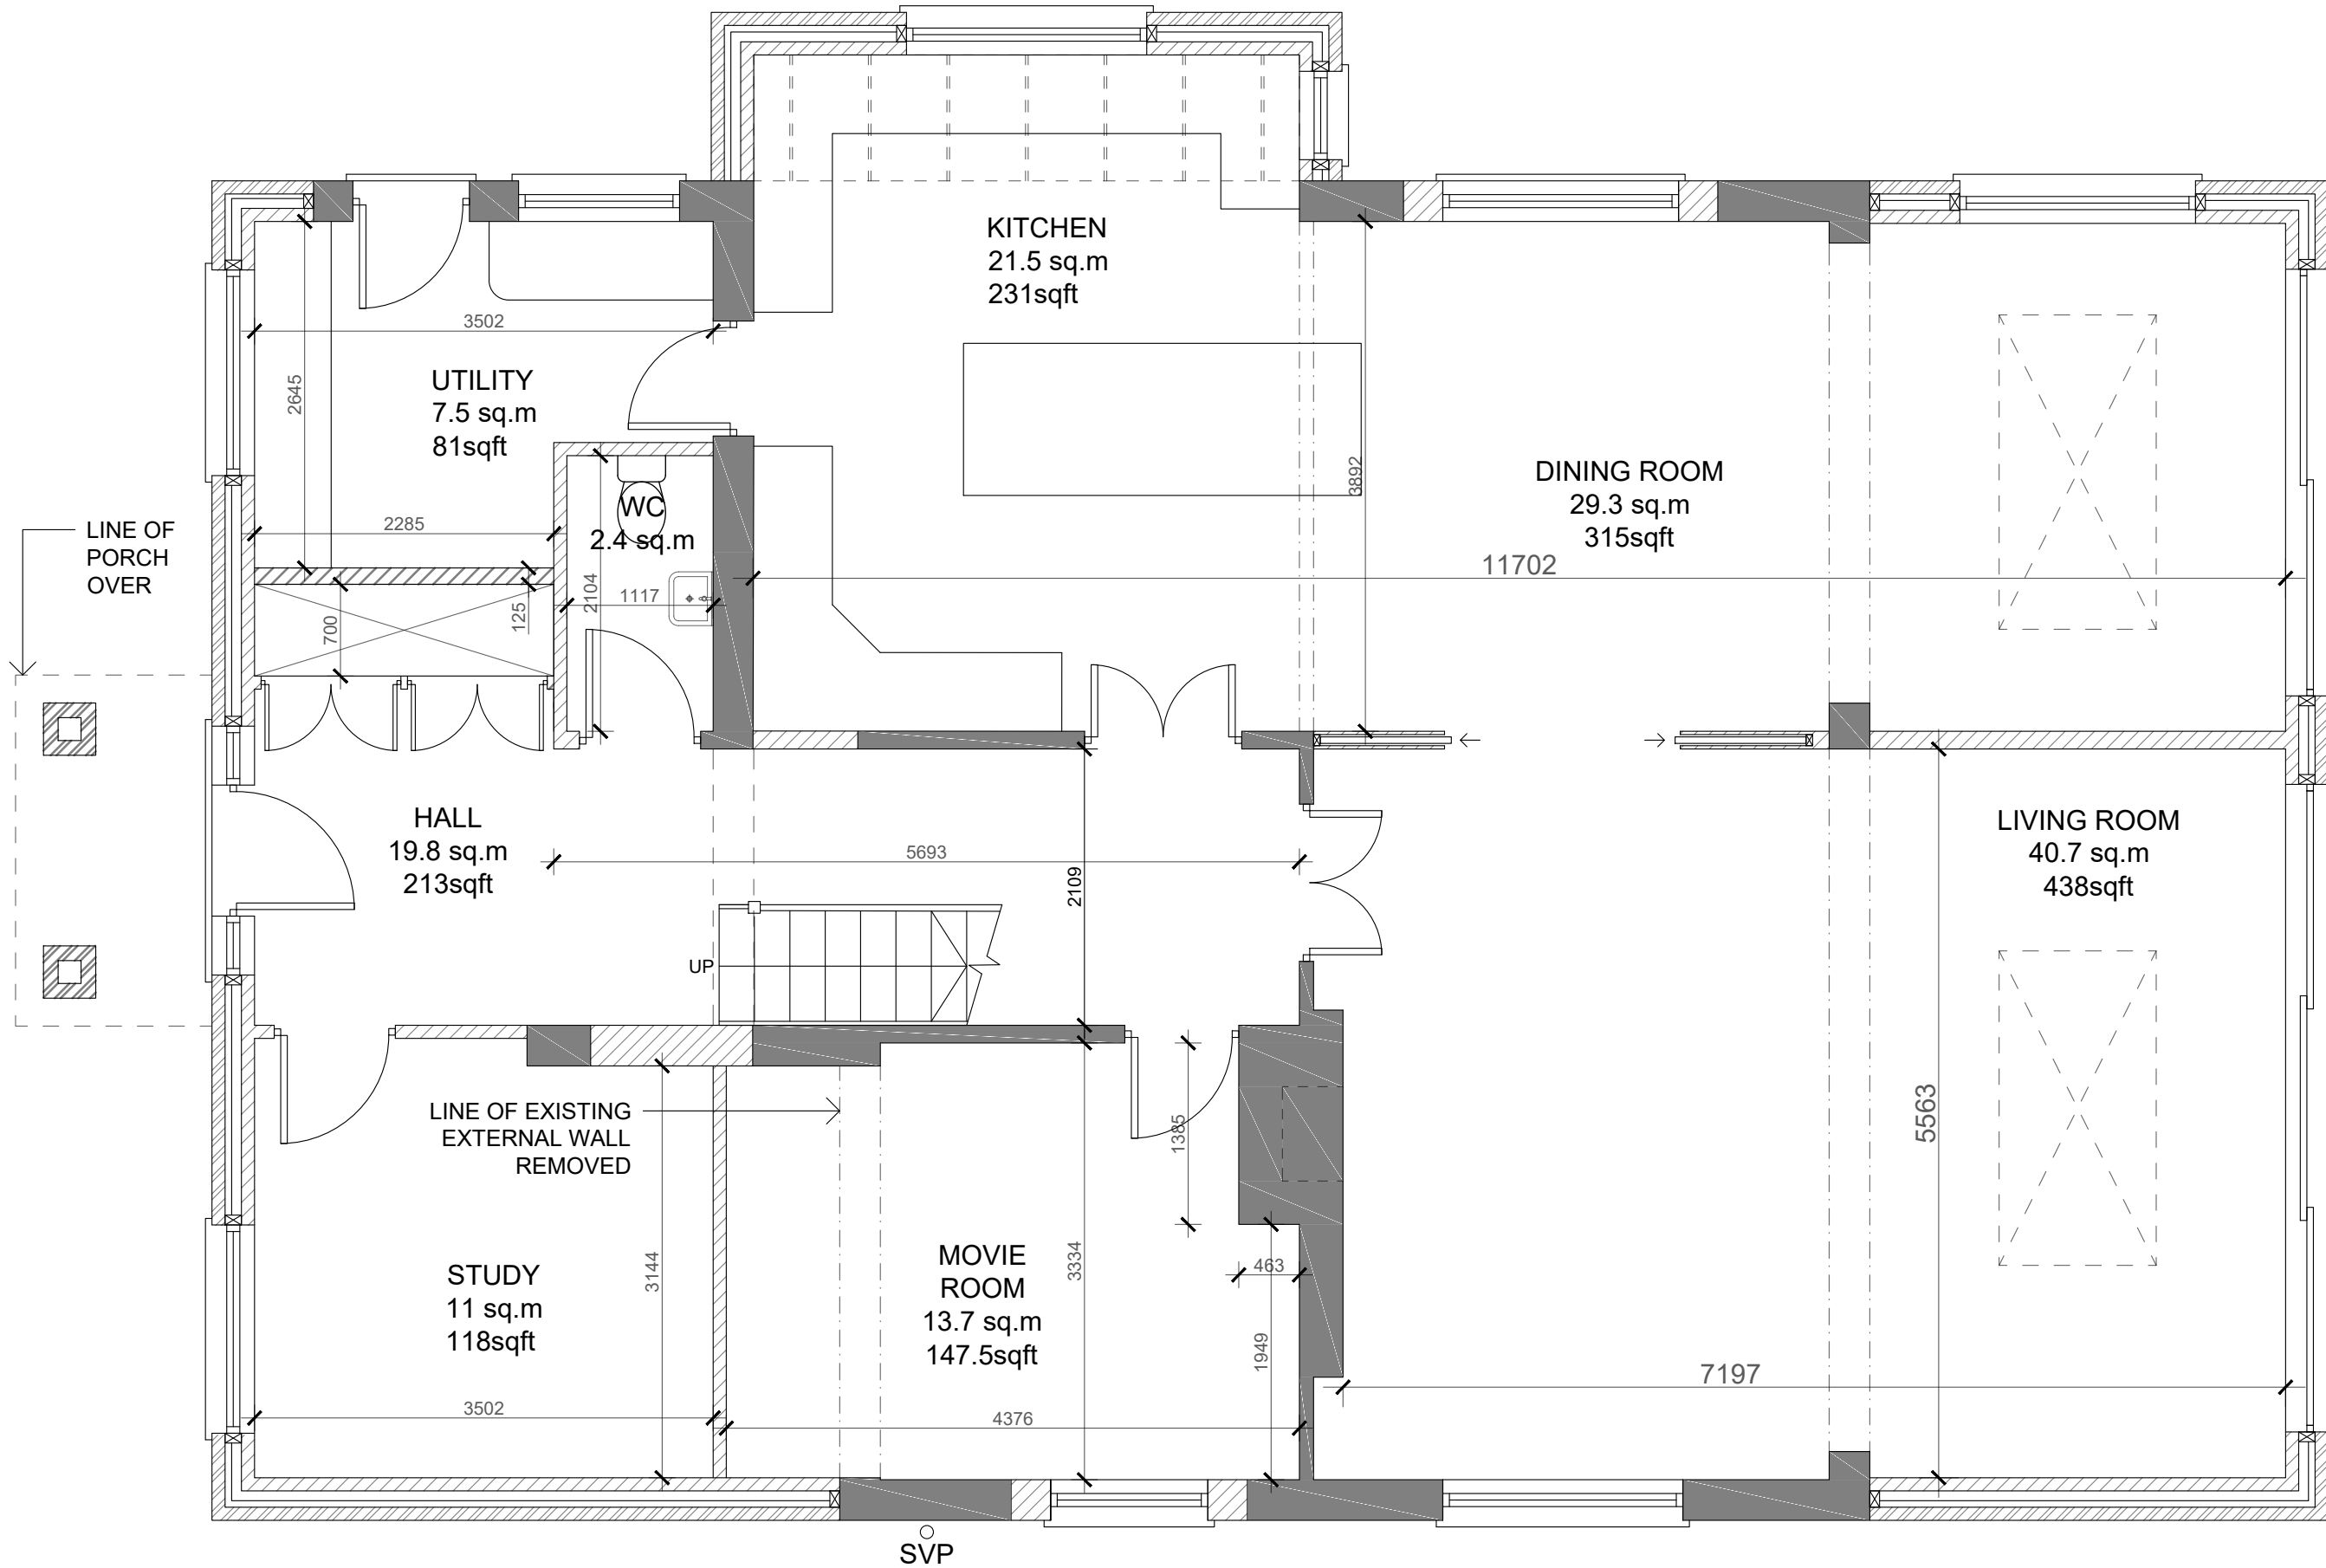 KITCHEN
21.5 sq.m
231sqft
3502
2645
UTILITY
7.5 sq.m
81sqft
3892
DINING ROOM
29.3 sq.m
315sqft
WC
2.4 sq.m
2285
LINE OF
PORCH
OVER
11702
2104
1117
125
700
HALL
19.8 sq.m
213sqft
5693
2109
LIVING ROOM
40.7 sq.m
438sqft
UP
LINE OF EXISTING
EXTERNAL WALL
REMOVED
1385
5563
STUDY
11 sq.m
118sqft
3144
MOVIE
ROOM
13.7 sq.m
147.5sqft
3334
463
1949
7197
3502
4376
SVP